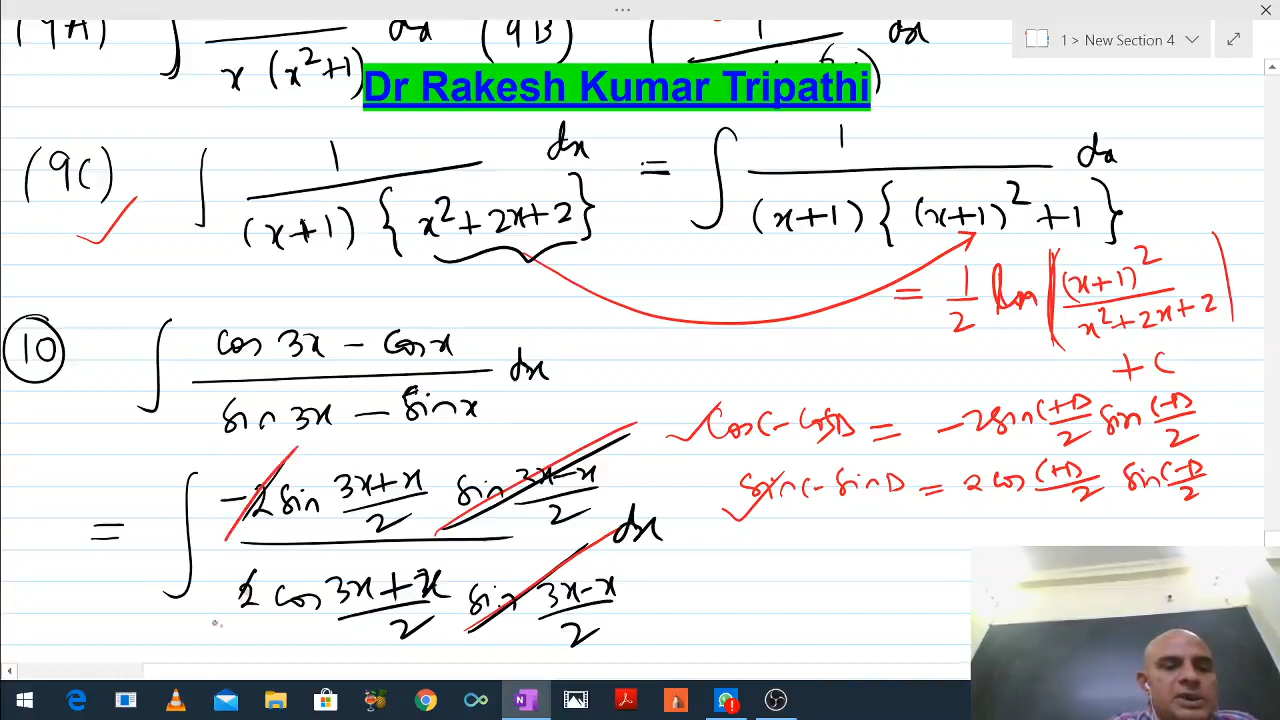 (9A) ∫ ─── dx (9B) ∫ 1/─── dx
x (x²+1)
Dr Rakesh Kumar Tripathi
1 > New Section 4
(9C) ∫ 1/((x+1) {x²+2x+2}) dx = ∫ 1/((x+1) {(x+1)²+1}) dx
= 1/2 ln |(x+1)²/(x²+2x+2)|
+ C
(10) ∫ (cos 3x − cos x)/(sin 3x − sin x) dx
cos C − cos D = −2 sin (C+D)/2 sin (C−D)/2
sin C − sin D = 2 cos (C+D)/2 sin (C−D)/2
= ∫ (−2 sin (3x+x)/2 sin (3x−x)/2)/(2 cos (3x+x)/2 sin (3x−x)/2) dx